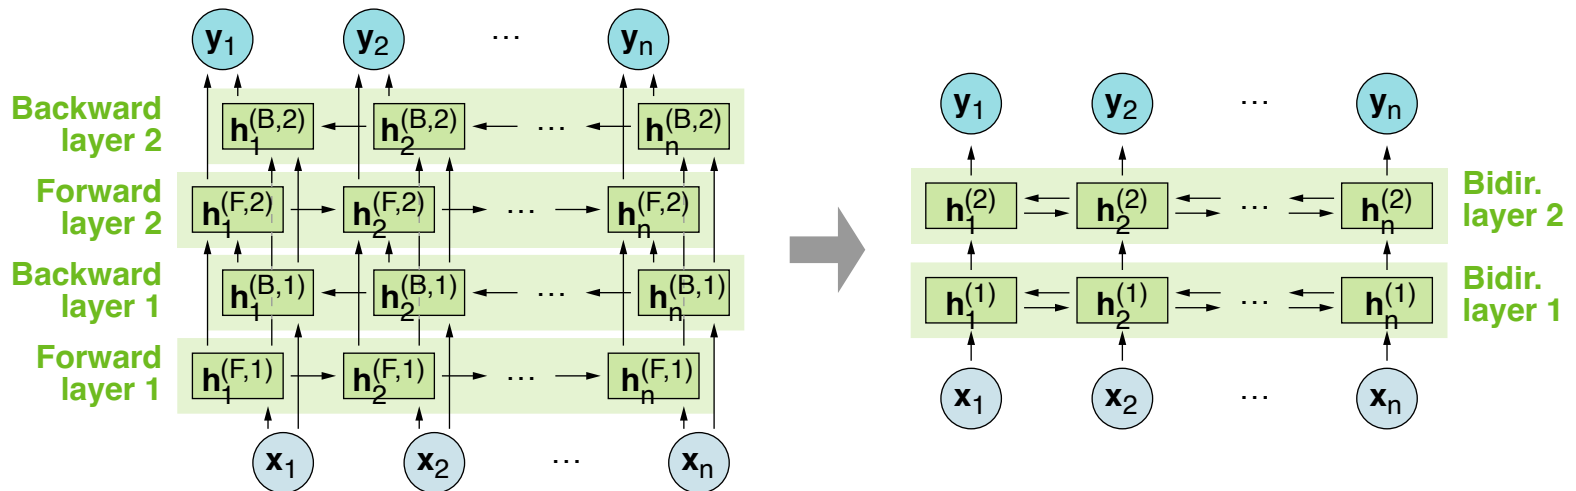 y1 y2 ... yn
Backward
layer 2
h1(B,2) h2(B,2) ... hn(B,2)
Forward
layer 2
h1(F,2) h2(F,2) ... hn(F,2)
Backward
layer 1
h1(B,1) h2(B,1) ... hn(B,1)
Forward
layer 1
h1(F,1) h2(F,1) ... hn(F,1)
x1 x2 ... xn
y1 y2 ... yn
h1(2) h2(2) ... hn(2)
Bidir.
layer 2
h1(1) h2(1) ... hn(1)
Bidir.
layer 1
x1 x2 ... xn